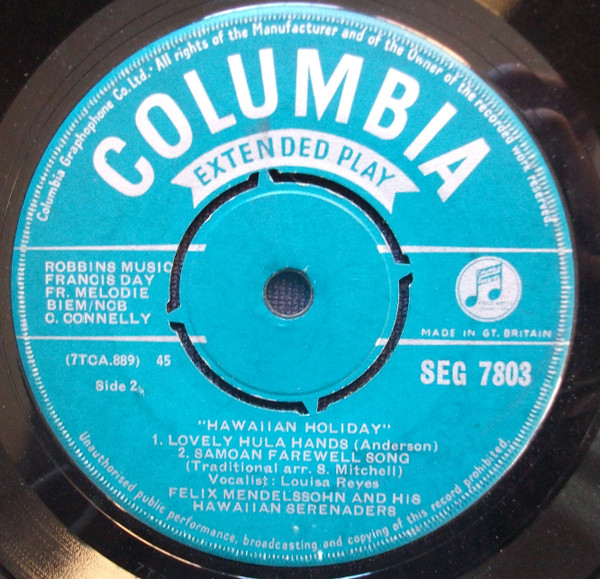 Columbia Graphophone Co. Ltd. · All rights of the Manufacturer and of the Owner of the recorded work reserved
COLUMBIA
EXTENDED PLAY
ROBBINS MUSIC
FRANCIS DAY
FR. MELODIE
BIEM/NCB
C. CONNELLY
MADE IN GT. BRITAIN
(7TCA.889) 45
SEG 7803
Side 2
"HAWAIIAN HOLIDAY"
1. LOVELY HULA HANDS (Anderson)
2. SAMOAN FAREWELL SONG
(Traditional arr. S. Mitchell)
Vocalist: Louisa Reyes
FELIX MENDELSSOHN AND HIS
HAWAIIAN SERENADERS
Unauthorised public performance, broadcasting and copying of this record prohibited.